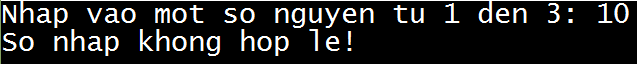 Nhap vao mot so nguyen tu 1 den 3: 10
So nhap khong hop le!